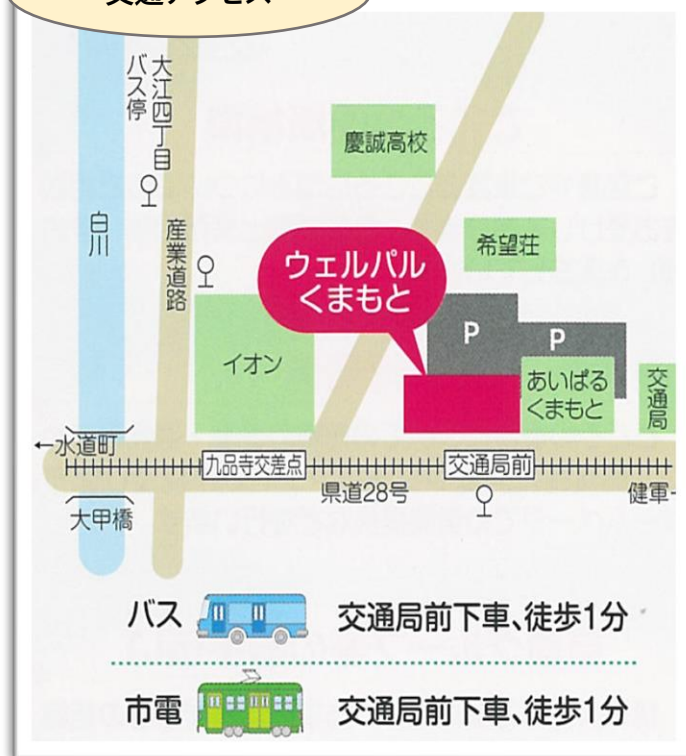 交通アクセス
大江四丁目
バス停
慶誠高校
白川
産業道路
希望荘
ウェルパル
くまもと
P
P
イオン
あいぱる
くまもと
交通局
←水道町
九品寺交差点
交通局前
県道28号
健軍
大甲橋
バス 交通局前下車、徒歩1分
市電 交通局前下車、徒歩1分